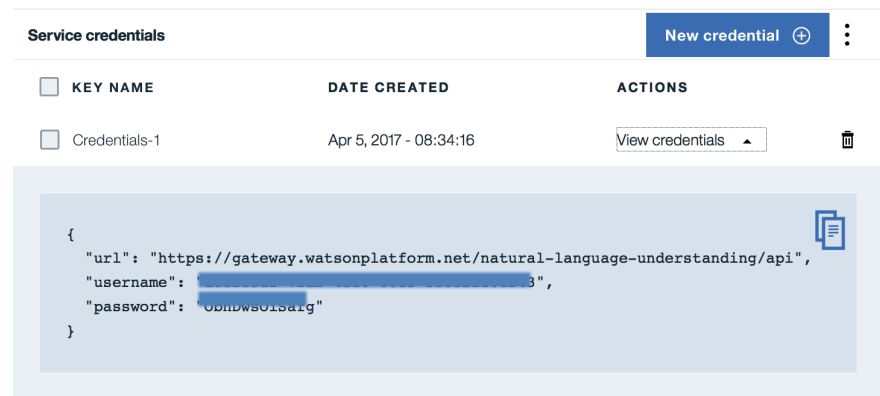 Service credentials
New credential
KEY NAME DATE CREATED ACTIONS
Credentials-1 Apr 5, 2017 - 08:34:16 View credentials
{
"url": "https://gateway.watsonplatform.net/natural-language-understanding/api",
"username": ",
"password": "
}